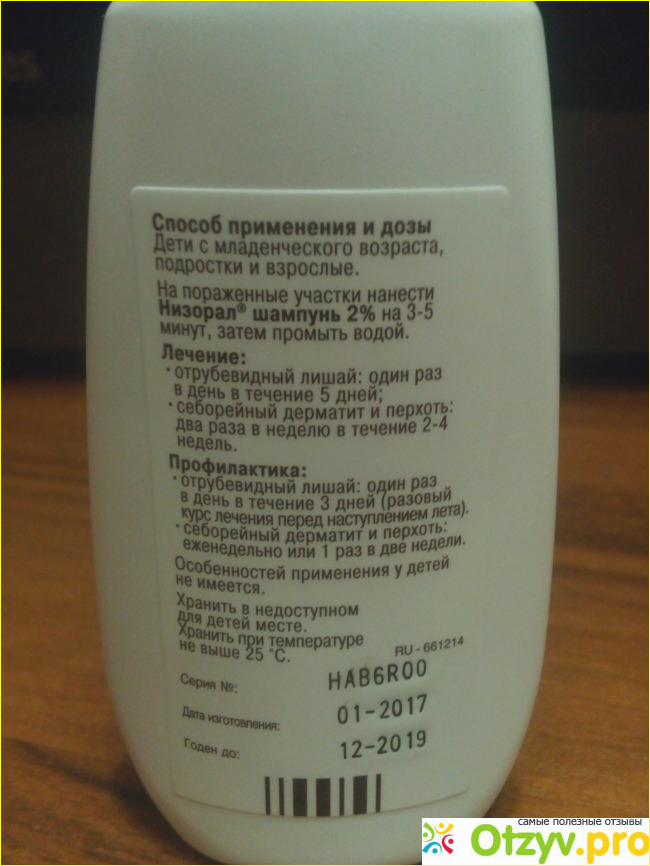 es
Способ применения и дозы
Дети с младенческого возраста,
подростки и взрослые.
На пораженные участки нанести
Низорал® шампунь 2% на 3-5
минут, затем промыть водой.
Лечение:
· отрубевидный лишай: один раз
в день в течение 5 дней;
· себорейный дерматит и перхоть:
два раза в неделю в течение 2-4
недель.
Профилактика:
· отрубевидный лишай: один раз
в день в течение 3 дней (разовый
курс лечения перед наступлением лета).
· себорейный дерматит и перхоть:
еженедельно или 1 раз в две недели.
Особенностей применения у детей
не имеется.
Хранить в недоступном
для детей месте.
Хранить при температуре
не выше 25 °C.
RU - 661214
Серия №: HAB6R00
Дата изготовления: 01-2017
Годен до: 12-2019
самые полезные отзывы
Otzyv.pro